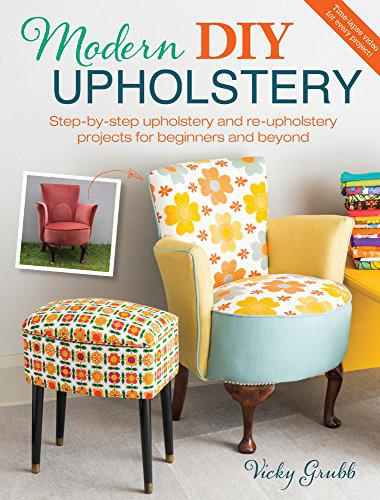 Modern DIY
UPHOLSTERY
Time-lapse video
for every project!
Step-by-step upholstery and re-upholstery
projects for beginners and beyond
Vicky Grubb